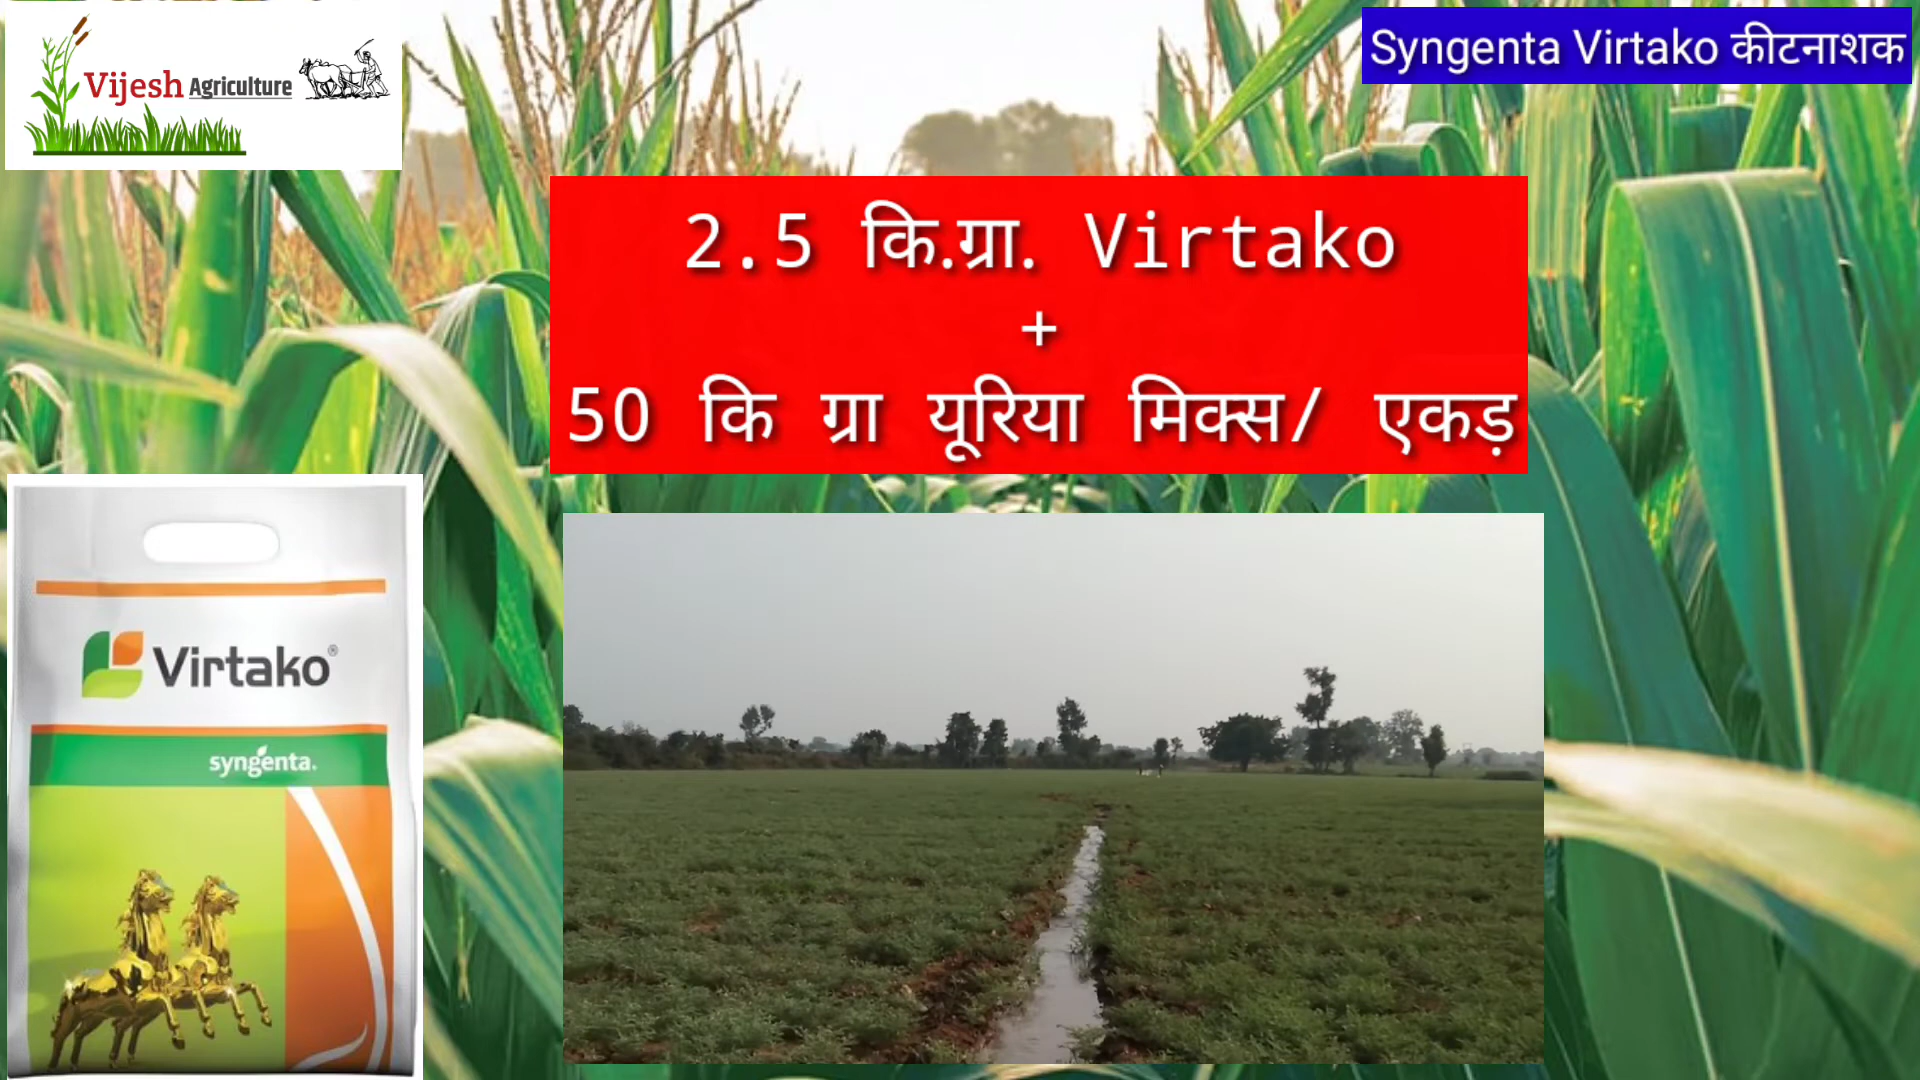 Vijesh Agriculture
Syngenta Virtako कीटनाशक
2.5 कि.ग्रा. Virtako
+
50 कि ग्रा यूरिया मिक्स/ एकड़
Virtako®
syngenta.